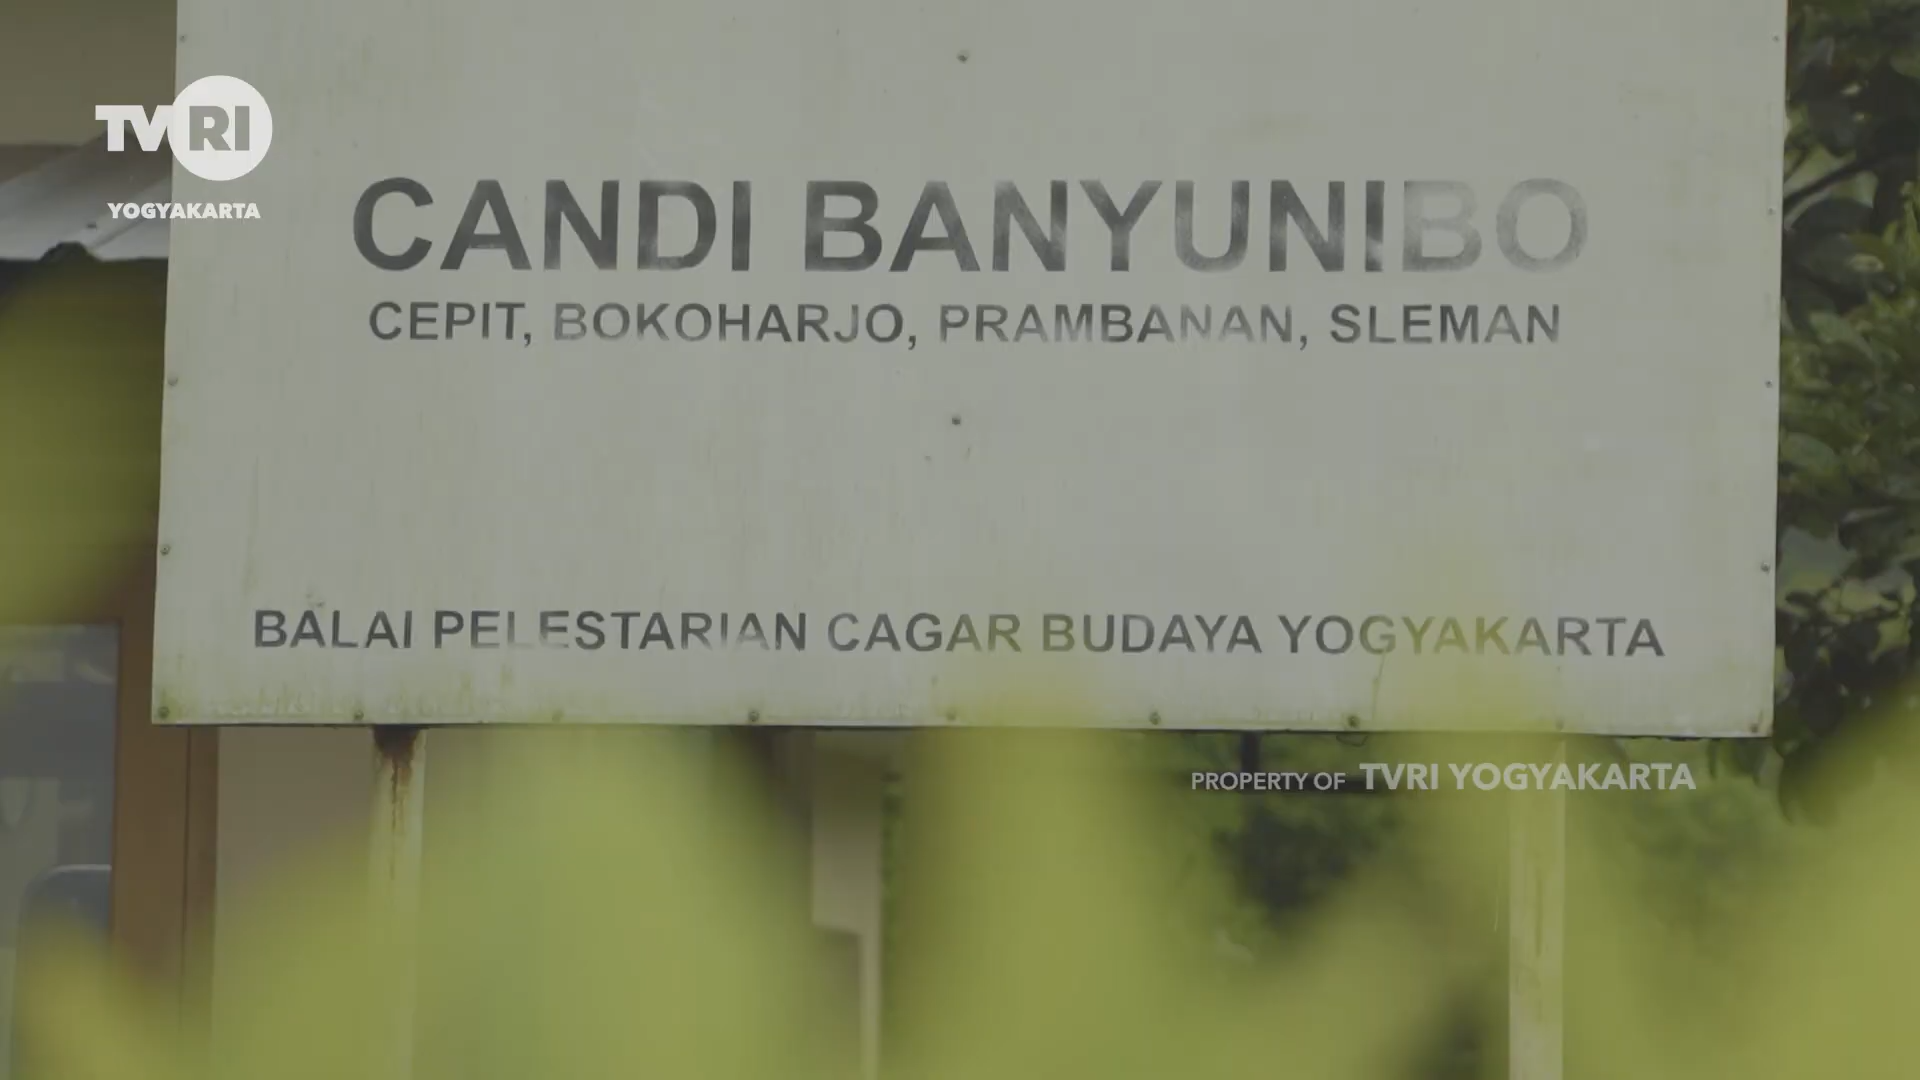 TVRI
YOGYAKARTA
CANDI BANYUNIBO
CEPIT, BOKOHARJO, PRAMBANAN, SLEMAN
BALAI PELESTARIAN CAGAR BUDAYA YOGYAKARTA
PROPERTY OF TVRI YOGYAKARTA